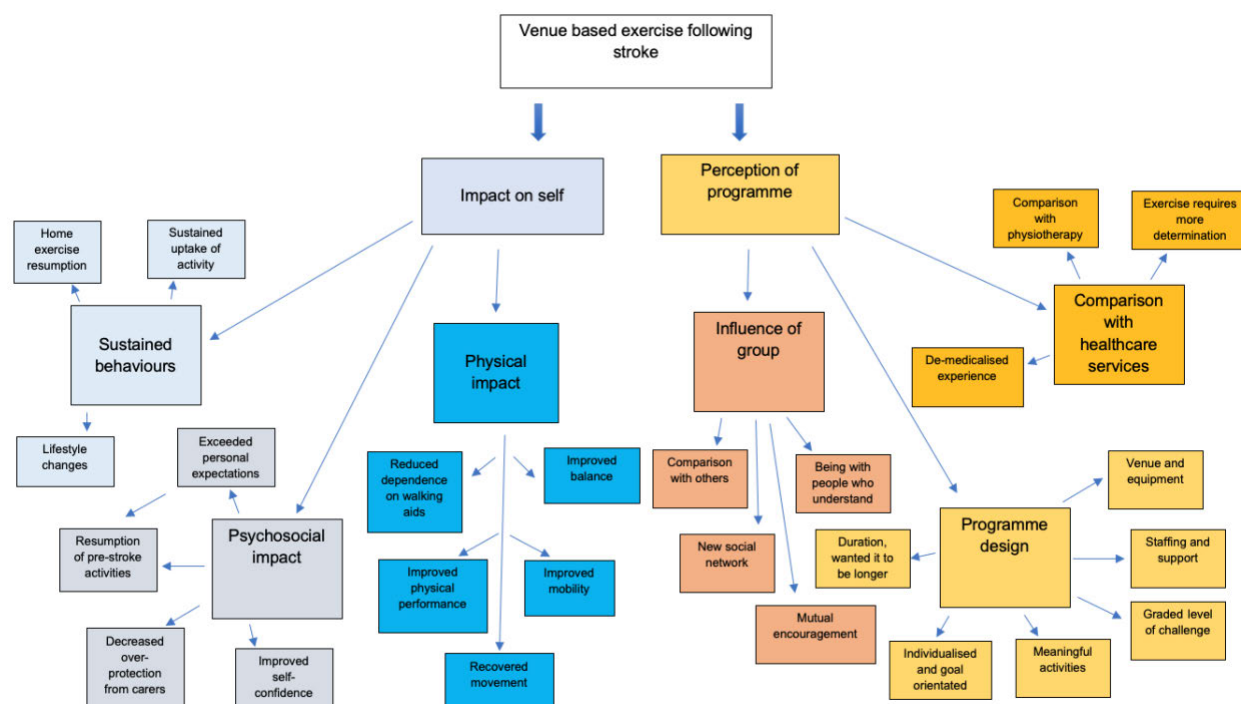 Venue based exercise following
stroke
Impact on self
Perception of
programme
Comparison
with
physiotherapy
Exercise requires
more
determination
Home
exercise
resumption
Sustained
uptake of
activity
Sustained
behaviours
Physical
impact
Influence of
group
Comparison
with
healthcare
services
De-medicalised
experience
Lifestyle
changes
Exceeded
personal
expectations
Reduced
dependence
on walking
aids
Improved
balance
Comparison
with others
Being with
people who
understand
Venue and
equipment
Resumption
of pre-stroke
activities
Psychosocial
impact
Improved
physical
performance
Improved
mobility
New social
network
Duration,
wanted it to
be longer
Programme
design
Staffing and
support
Mutual
encouragement
Graded level
of challenge
Decreased
over-
protection
from carers
Improved
self-
confidence
Recovered
movement
Individualised
and goal
orientated
Meaningful
activities